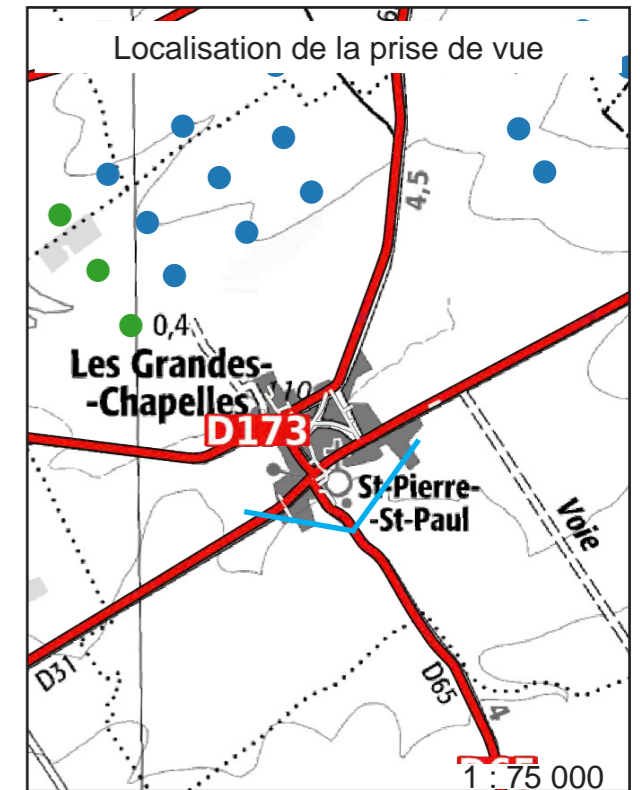 Localisation de la prise de vue
4,5
0,4
Les Grandes-
-Chapelles
110
D173
St-Pierre-
-St-Paul
Voie
D31
D65
4
1 : 75 000